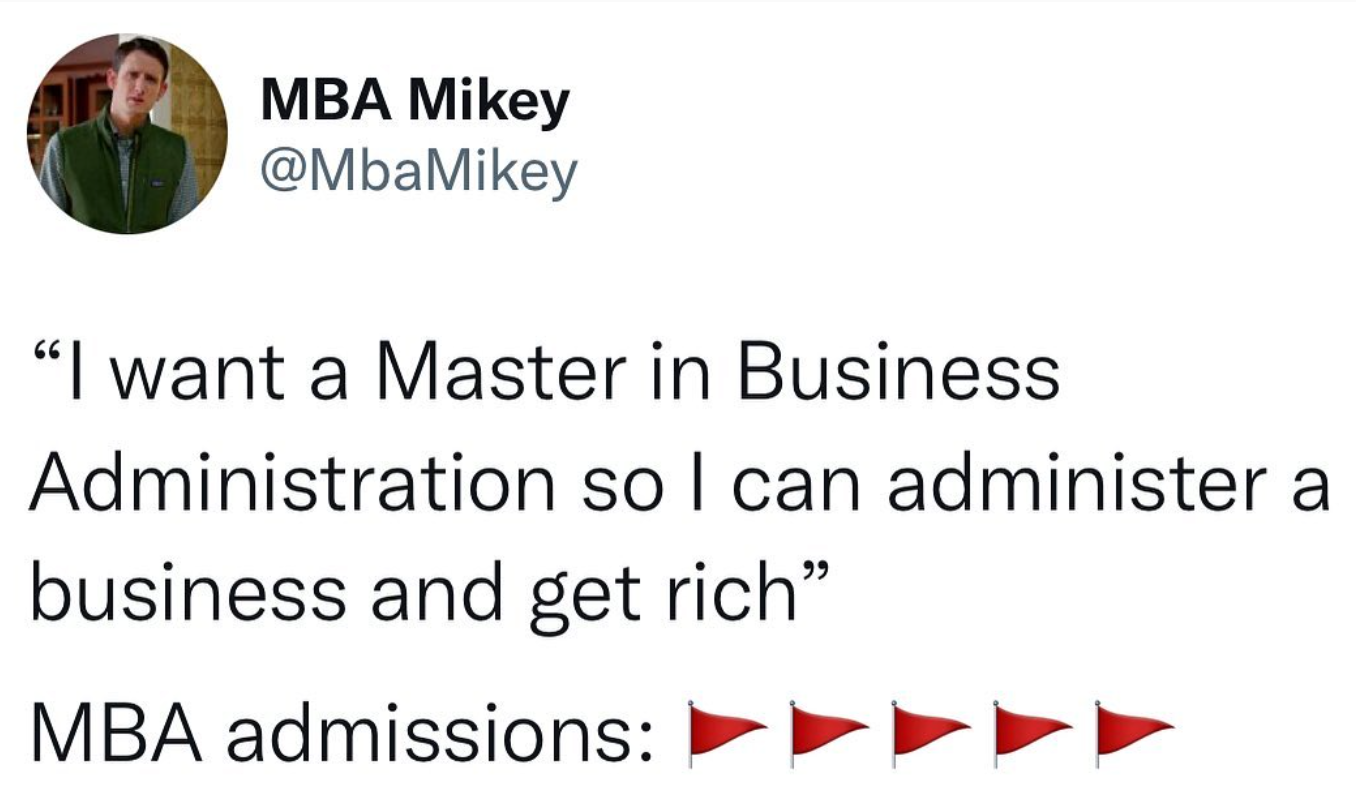 MBA Mikey
@MbaMikey
“I want a Master in Business
Administration so I can administer a
business and get rich”
MBA admissions: 🚩🚩🚩🚩🚩